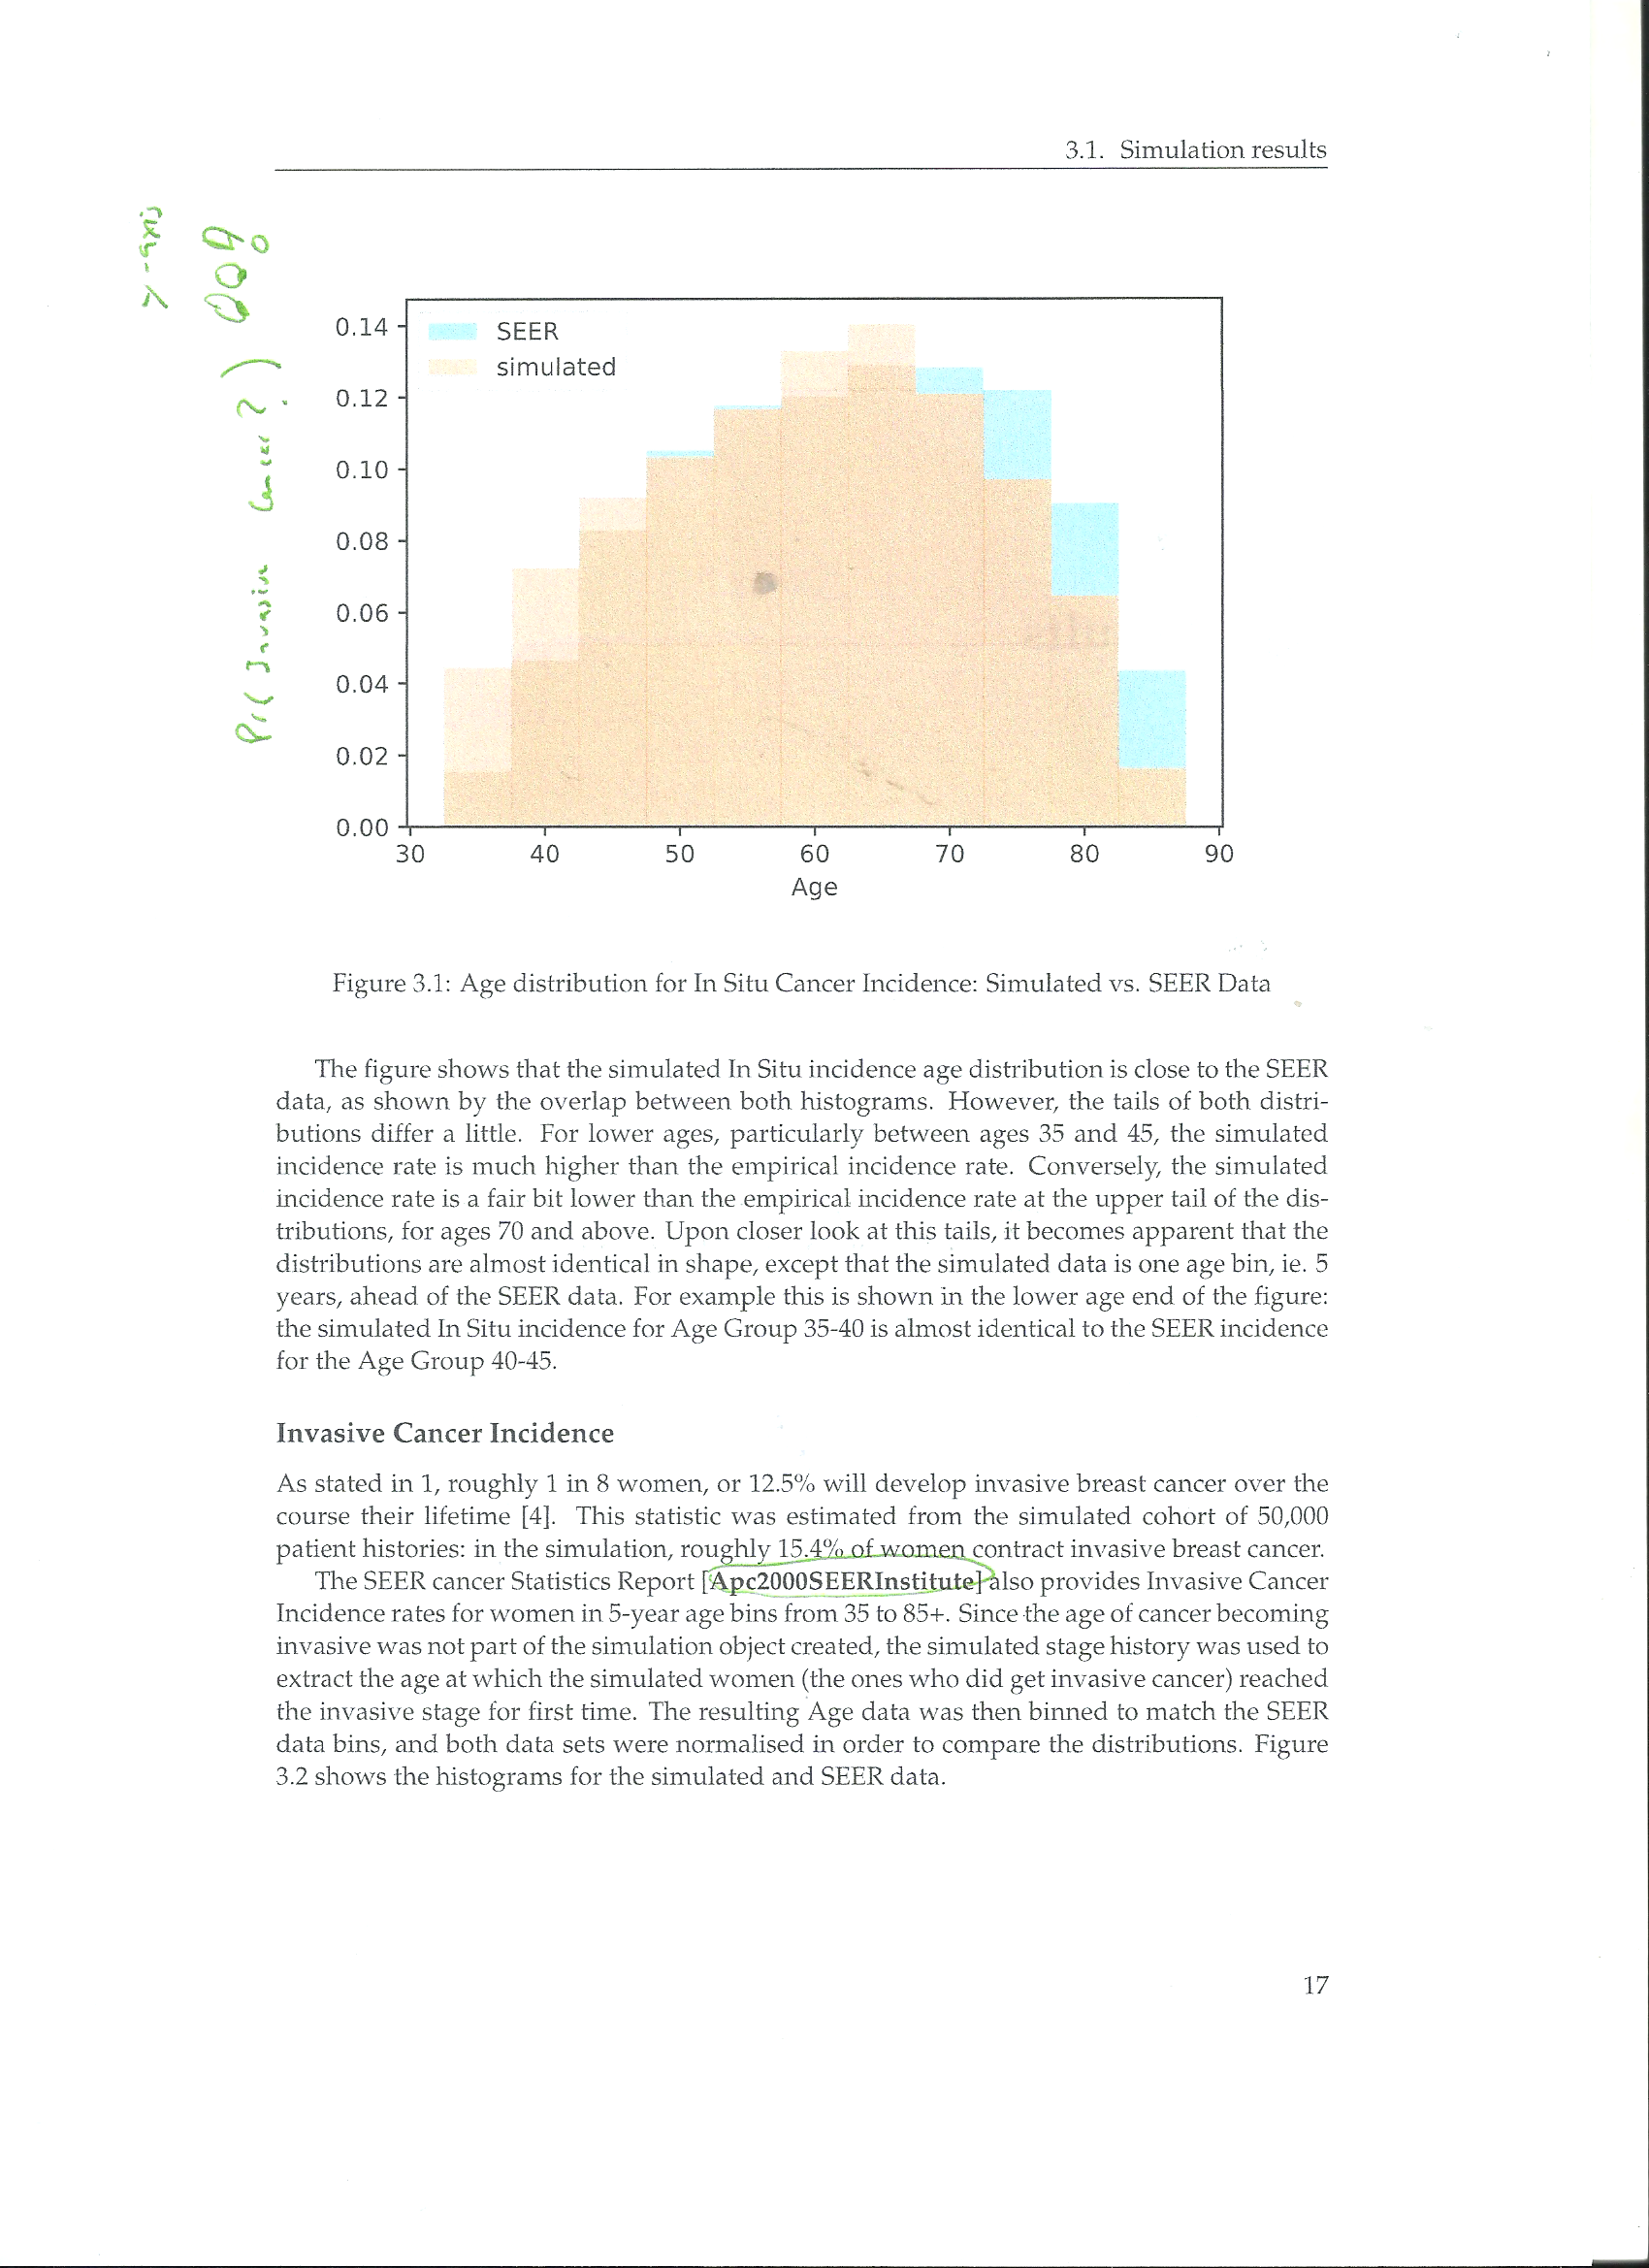 3.1. Simulation results
y-axis
Pr( Invasive Cancer ? )
0.14
0.12
0.10
0.08
0.06
0.04
0.02
0.00
SEER
simulated
30 40 50 60 70 80 90
Age
Figure 3.1: Age distribution for In Situ Cancer Incidence: Simulated vs. SEER Data
The figure shows that the simulated In Situ incidence age distribution is close to the SEER
data, as shown by the overlap between both histograms. However, the tails of both distri-
butions differ a little. For lower ages, particularly between ages 35 and 45, the simulated
incidence rate is much higher than the empirical incidence rate. Conversely, the simulated
incidence rate is a fair bit lower than the empirical incidence rate at the upper tail of the dis-
tributions, for ages 70 and above. Upon closer look at this tails, it becomes apparent that the
distributions are almost identical in shape, except that the simulated data is one age bin, ie. 5
years, ahead of the SEER data. For example this is shown in the lower age end of the figure:
the simulated In Situ incidence for Age Group 35-40 is almost identical to the SEER incidence
for the Age Group 40-45.
Invasive Cancer Incidence
As stated in 1, roughly 1 in 8 women, or 12.5% will develop invasive breast cancer over the
course their lifetime [4]. This statistic was estimated from the simulated cohort of 50,000
patient histories: in the simulation, roughly 15.4% of women contract invasive breast cancer.
The SEER cancer Statistics Report [Apc2000SEERInstitute] also provides Invasive Cancer
Incidence rates for women in 5-year age bins from 35 to 85+. Since the age of cancer becoming
invasive was not part of the simulation object created, the simulated stage history was used to
extract the age at which the simulated women (the ones who did get invasive cancer) reached
the invasive stage for first time. The resulting Age data was then binned to match the SEER
data bins, and both data sets were normalised in order to compare the distributions. Figure
3.2 shows the histograms for the simulated and SEER data.
17